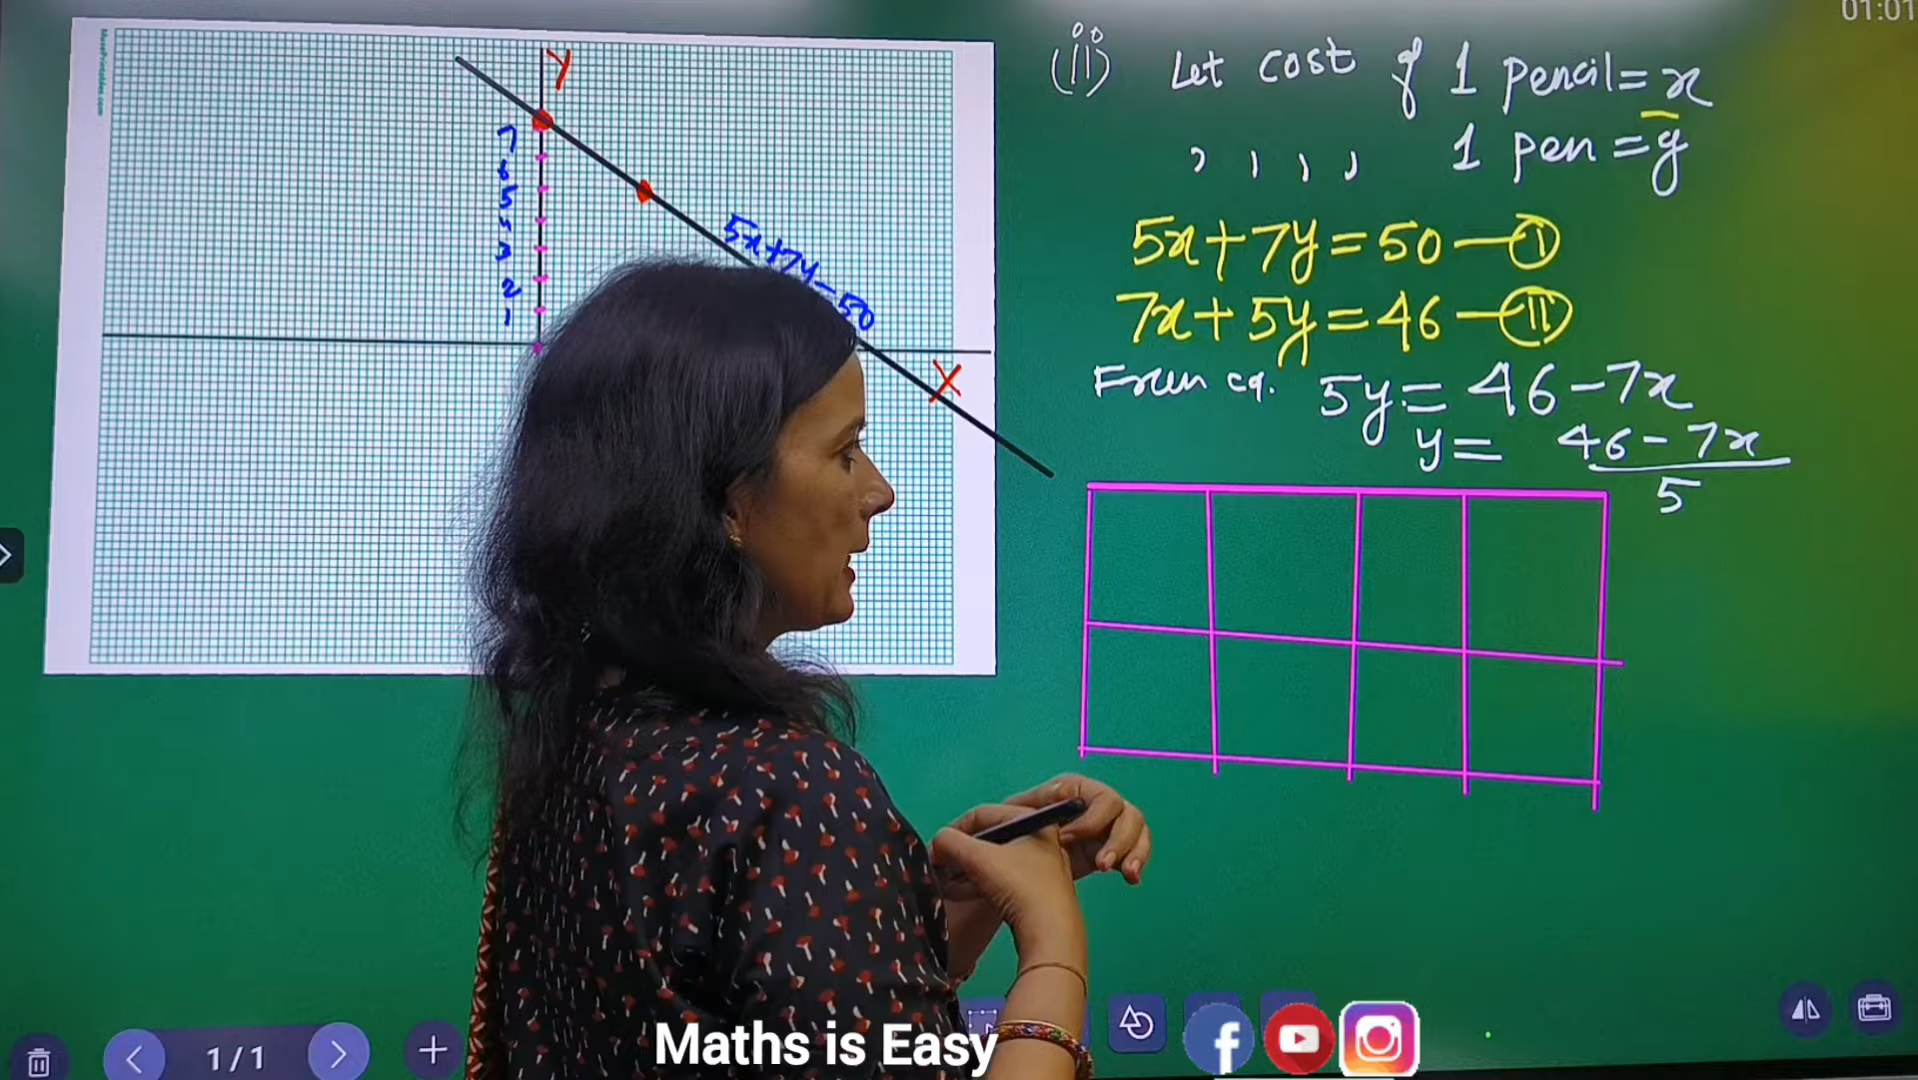 01:01
(ii) Let cost of 1 pencil = x
,,,, 1 pen = y
5x + 7y = 50 — I
7x + 5y = 46 — II
From eq. 5y = 46 - 7x
y = 46 - 7x
5
Y
7
6
5
4
3
2
1
5x+7y=50
X
1/1
Maths is Easy